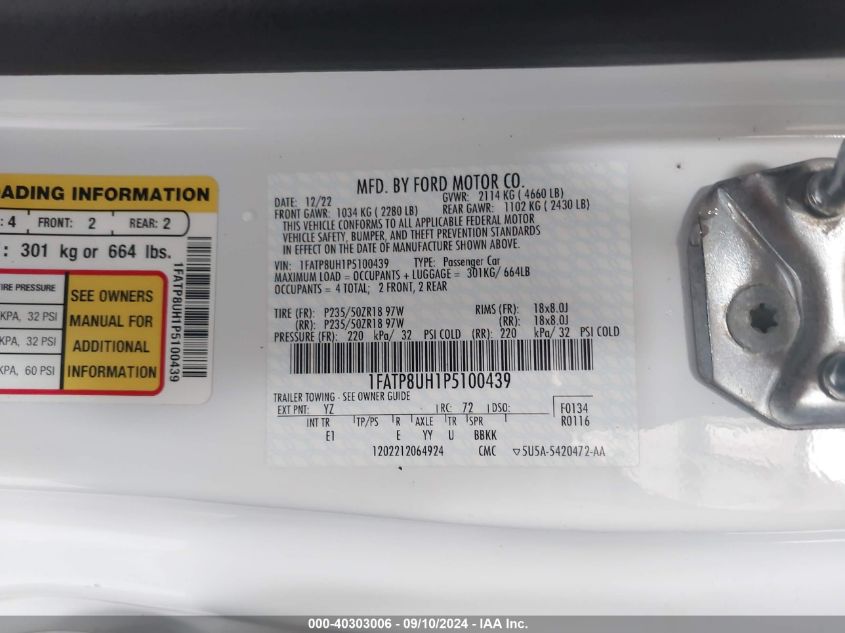 OADING INFORMATION
: 4 FRONT: 2 REAR: 2
: 301 kg or 664 lbs.
TIRE PRESSURE
KPA, 32 PSI
KPA, 32 PSI
KPA, 60 PSI
SEE OWNERS
MANUAL FOR
ADDITIONAL
INFORMATION
1FATP8UH1P5100439
MFD. BY FORD MOTOR CO.
DATE: 12/22 GVWR: 2114 KG ( 4660 LB)
FRONT GAWR: 1034 KG ( 2280 LB) REAR GAWR: 1102 KG ( 2430 LB)
THIS VEHICLE CONFORMS TO ALL APPLICABLE FEDERAL MOTOR
VEHICLE SAFETY, BUMPER, AND THEFT PREVENTION STANDARDS
IN EFFECT ON THE DATE OF MANUFACTURE SHOWN ABOVE.
VIN: 1FATP8UH1P5100439 TYPE: Passenger Car
MAXIMUM LOAD = OCCUPANTS + LUGGAGE = 301KG/ 664LB
OCCUPANTS = 4 TOTAL; 2 FRONT, 2 REAR
TIRE (FR): P235/50ZR18 97W RIMS (FR): 18x8.0J
(RR): P235/50ZR18 97W (RR): 18x8.0J
PRESSURE (FR): 220 kPa/ 32 PSI COLD (RR): 220 kPa/ 32 PSI COLD
1FATP8UH1P5100439
TRAILER TOWING - SEE OWNER GUIDE
EXT PNT: YZ RC: 72 DSO: F0134
INT TR TP/PS R AXLE TR SPR R0116
E1 E YY U BBKK
1202212064924 CMC 5U5A-5420472-AA
000-40303006 - 09/10/2024 - IAA Inc.